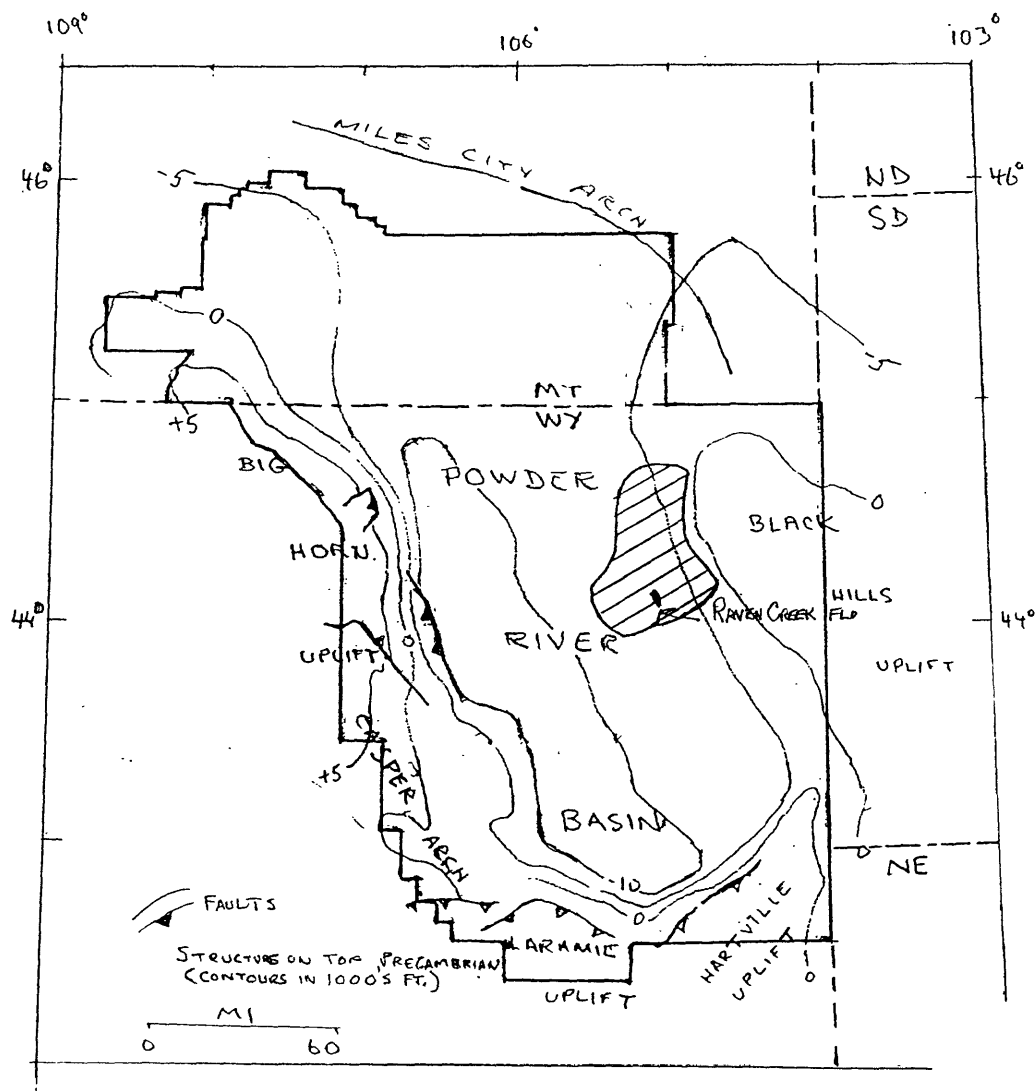 109°
106°
103°
MILES CITY ARCH
46°
-5
ND
46°
SD
0
-5
MT
WY
+5
BIG
POWDER
0
BLACK
HORN.
HILLS
44°
RAVEN CREEK FLD
44°
0
RIVER
UPLIFT
UPLIFT
CASPER
+5
BASIN
ARCH
0
NE
-10
FAULTS
0
HARTVILLE
LARAMIE
STRUCTURE ON TOP PRECAMBRIAN
(CONTOURS IN 1000'S FT.)
UPLIFT
0
UPLIFT
MI
0 60